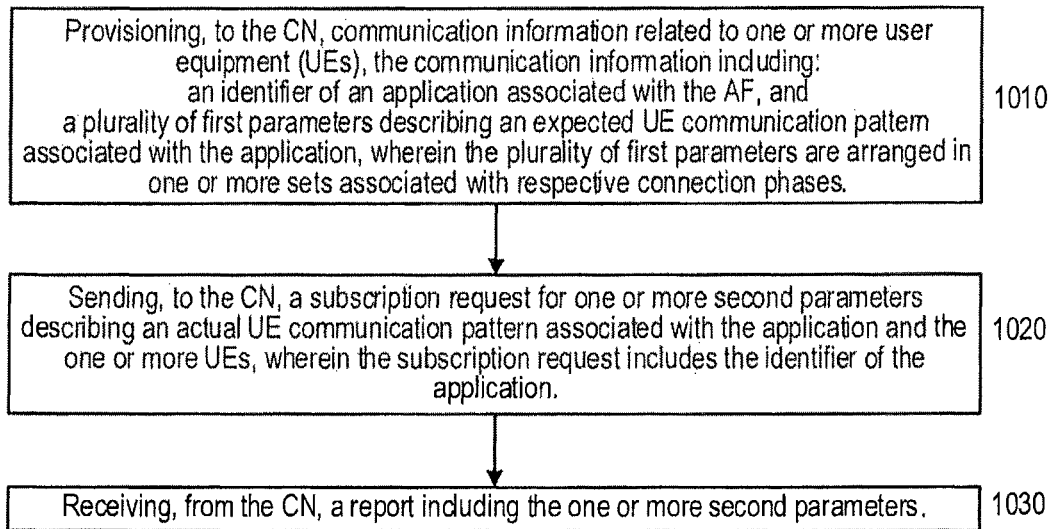 Provisioning, to the CN, communication information related to one or more user
equipment (UEs), the communication information including:
an identifier of an application associated with the AF, and
a plurality of first parameters describing an expected UE communication pattern
associated with the application, wherein the plurality of first parameters are arranged in
one or more sets associated with respective connection phases.
1010
Sending, to the CN, a subscription request for one or more second parameters
describing an actual UE communication pattern associated with the application and the
one or more UEs, wherein the subscription request includes the identifier of the
application.
1020
Receiving, from the CN, a report including the one or more second parameters.
1030